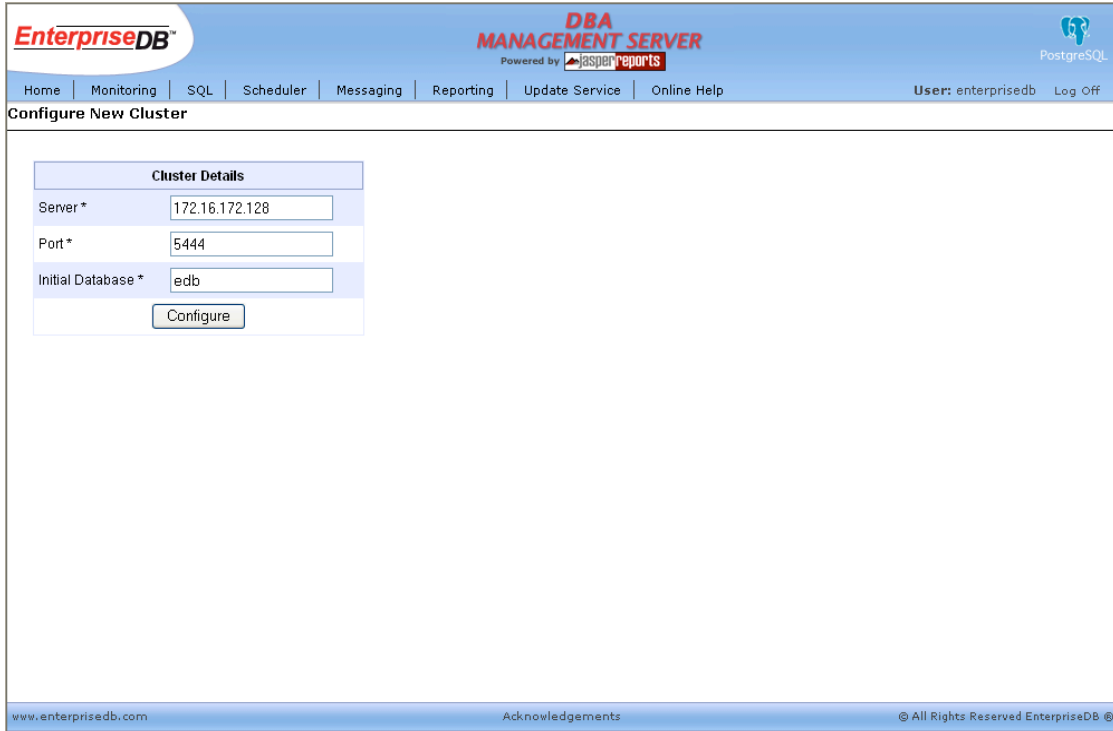 EnterpriseDB™
DBA
MANAGEMENT SERVER
Powered by jasperreports
PostgreSQL
Home Monitoring SQL Scheduler Messaging Reporting Update Service Online Help User: enterprisedb Log Off
Configure New Cluster
Cluster Details
Server * 172.16.172.128
Port * 5444
Initial Database * edb
Configure
www.enterprisedb.com Acknowledgements © All Rights Reserved EnterpriseDB ®